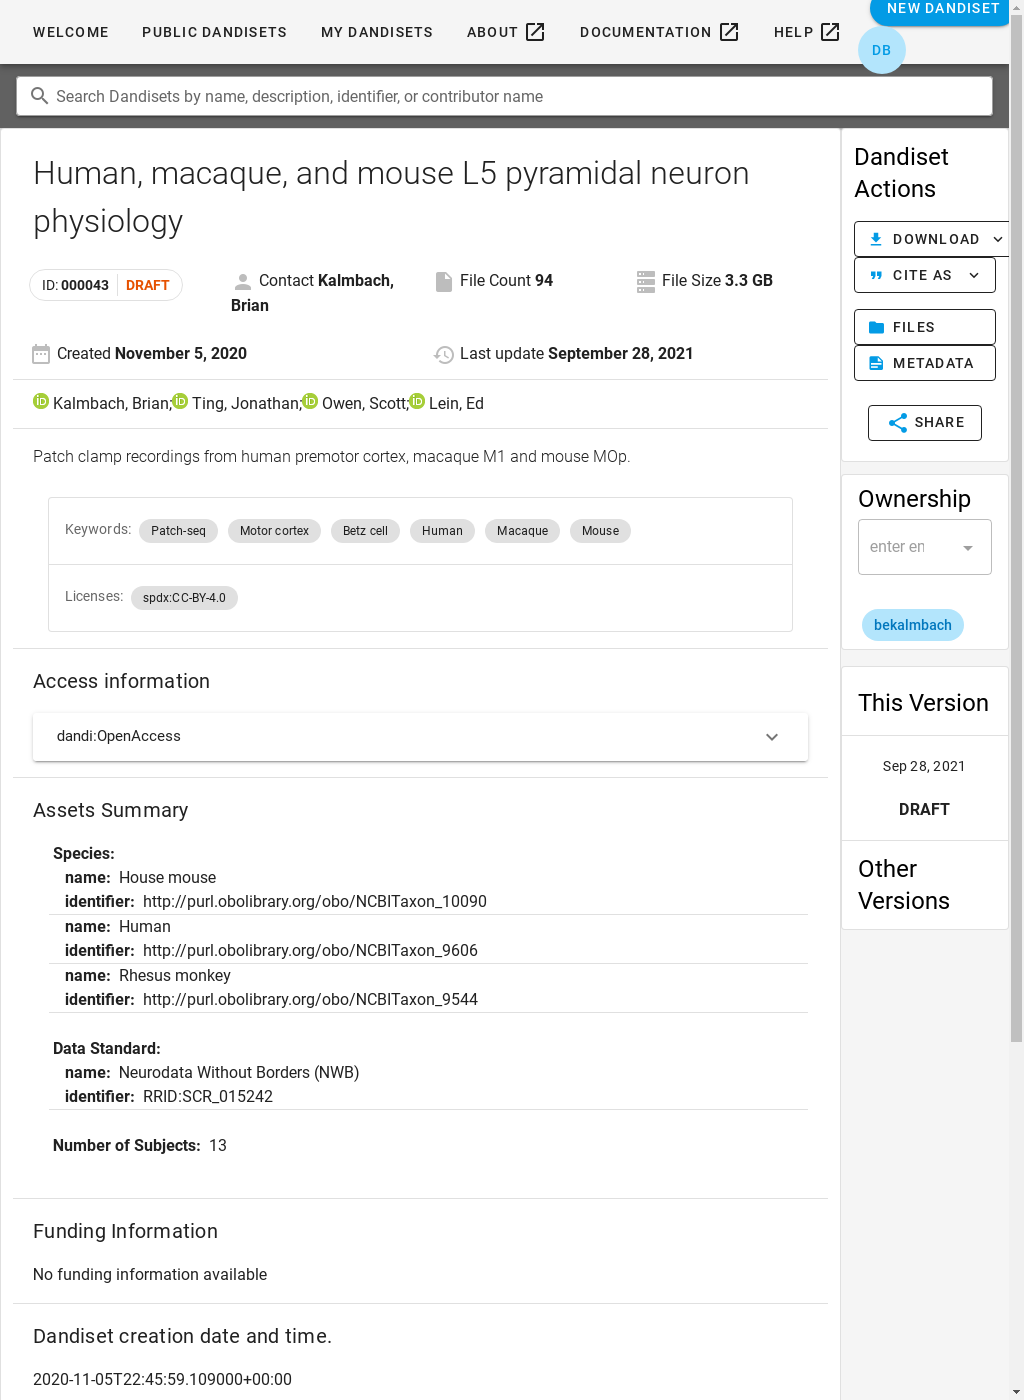 WELCOME PUBLIC DANDISETS MY DANDISETS ABOUT DOCUMENTATION HELP NEW DANDISET
DB
Search Dandisets by name, description, identifier, or contributor name
Human, macaque, and mouse L5 pyramidal neuron
physiology
ID: 000043 DRAFT
Contact Kalmbach,
Brian
File Count 94
File Size 3.3 GB
Created November 5, 2020
Last update September 28, 2021
Kalmbach, Brian; Ting, Jonathan; Owen, Scott; Lein, Ed
Patch clamp recordings from human premotor cortex, macaque M1 and mouse MOp.
Keywords: Patch-seq Motor cortex Betz cell Human Macaque Mouse
Licenses: spdx:CC-BY-4.0
Access information
dandi:OpenAccess
Assets Summary
Species:
name: House mouse
identifier: http://purl.obolibrary.org/obo/NCBITaxon_10090
name: Human
identifier: http://purl.obolibrary.org/obo/NCBITaxon_9606
name: Rhesus monkey
identifier: http://purl.obolibrary.org/obo/NCBITaxon_9544
Data Standard:
name: Neurodata Without Borders (NWB)
identifier: RRID:SCR_015242
Number of Subjects: 13
Funding Information
No funding information available
Dandiset creation date and time.
2020-11-05T22:45:59.109000+00:00
Dandiset
Actions
DOWNLOAD
CITE AS
FILES
METADATA
SHARE
Ownership
enter en
bekalmbach
This Version
Sep 28, 2021
DRAFT
Other
Versions